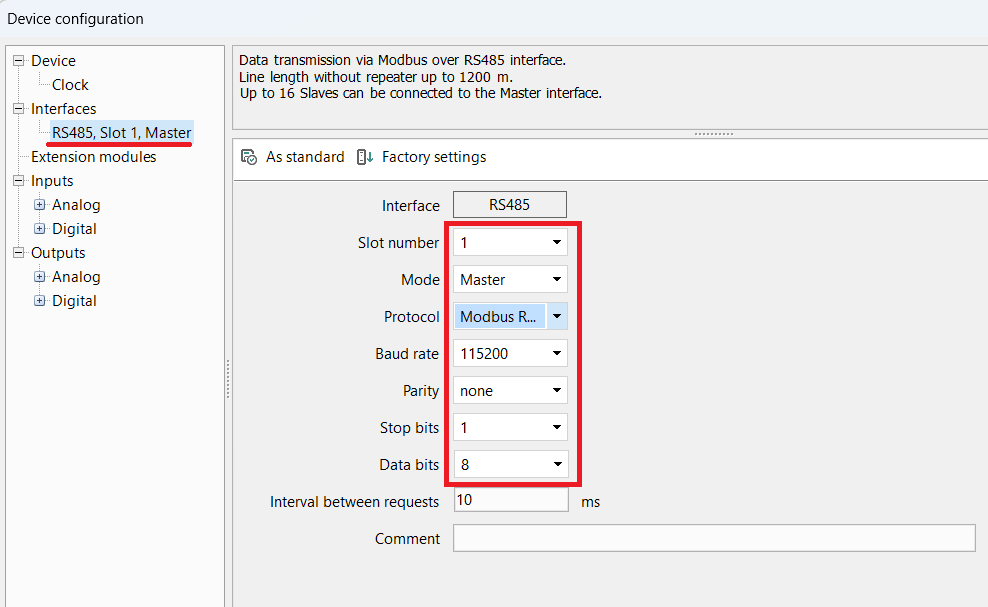 Device configuration
Device
Clock
Interfaces
RS485, Slot 1, Master
Extension modules
Inputs
Analog
Digital
Outputs
Analog
Digital
Data transmission via Modbus over RS485 interface.
Line length without repeater up to 1200 m.
Up to 16 Slaves can be connected to the Master interface.
As standard Factory settings
Interface RS485
Slot number 1
Mode Master
Protocol Modbus R...
Baud rate 115200
Parity none
Stop bits 1
Data bits 8
Interval between requests 10 ms
Comment